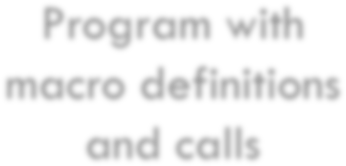 Program with
macro definitions
and calls